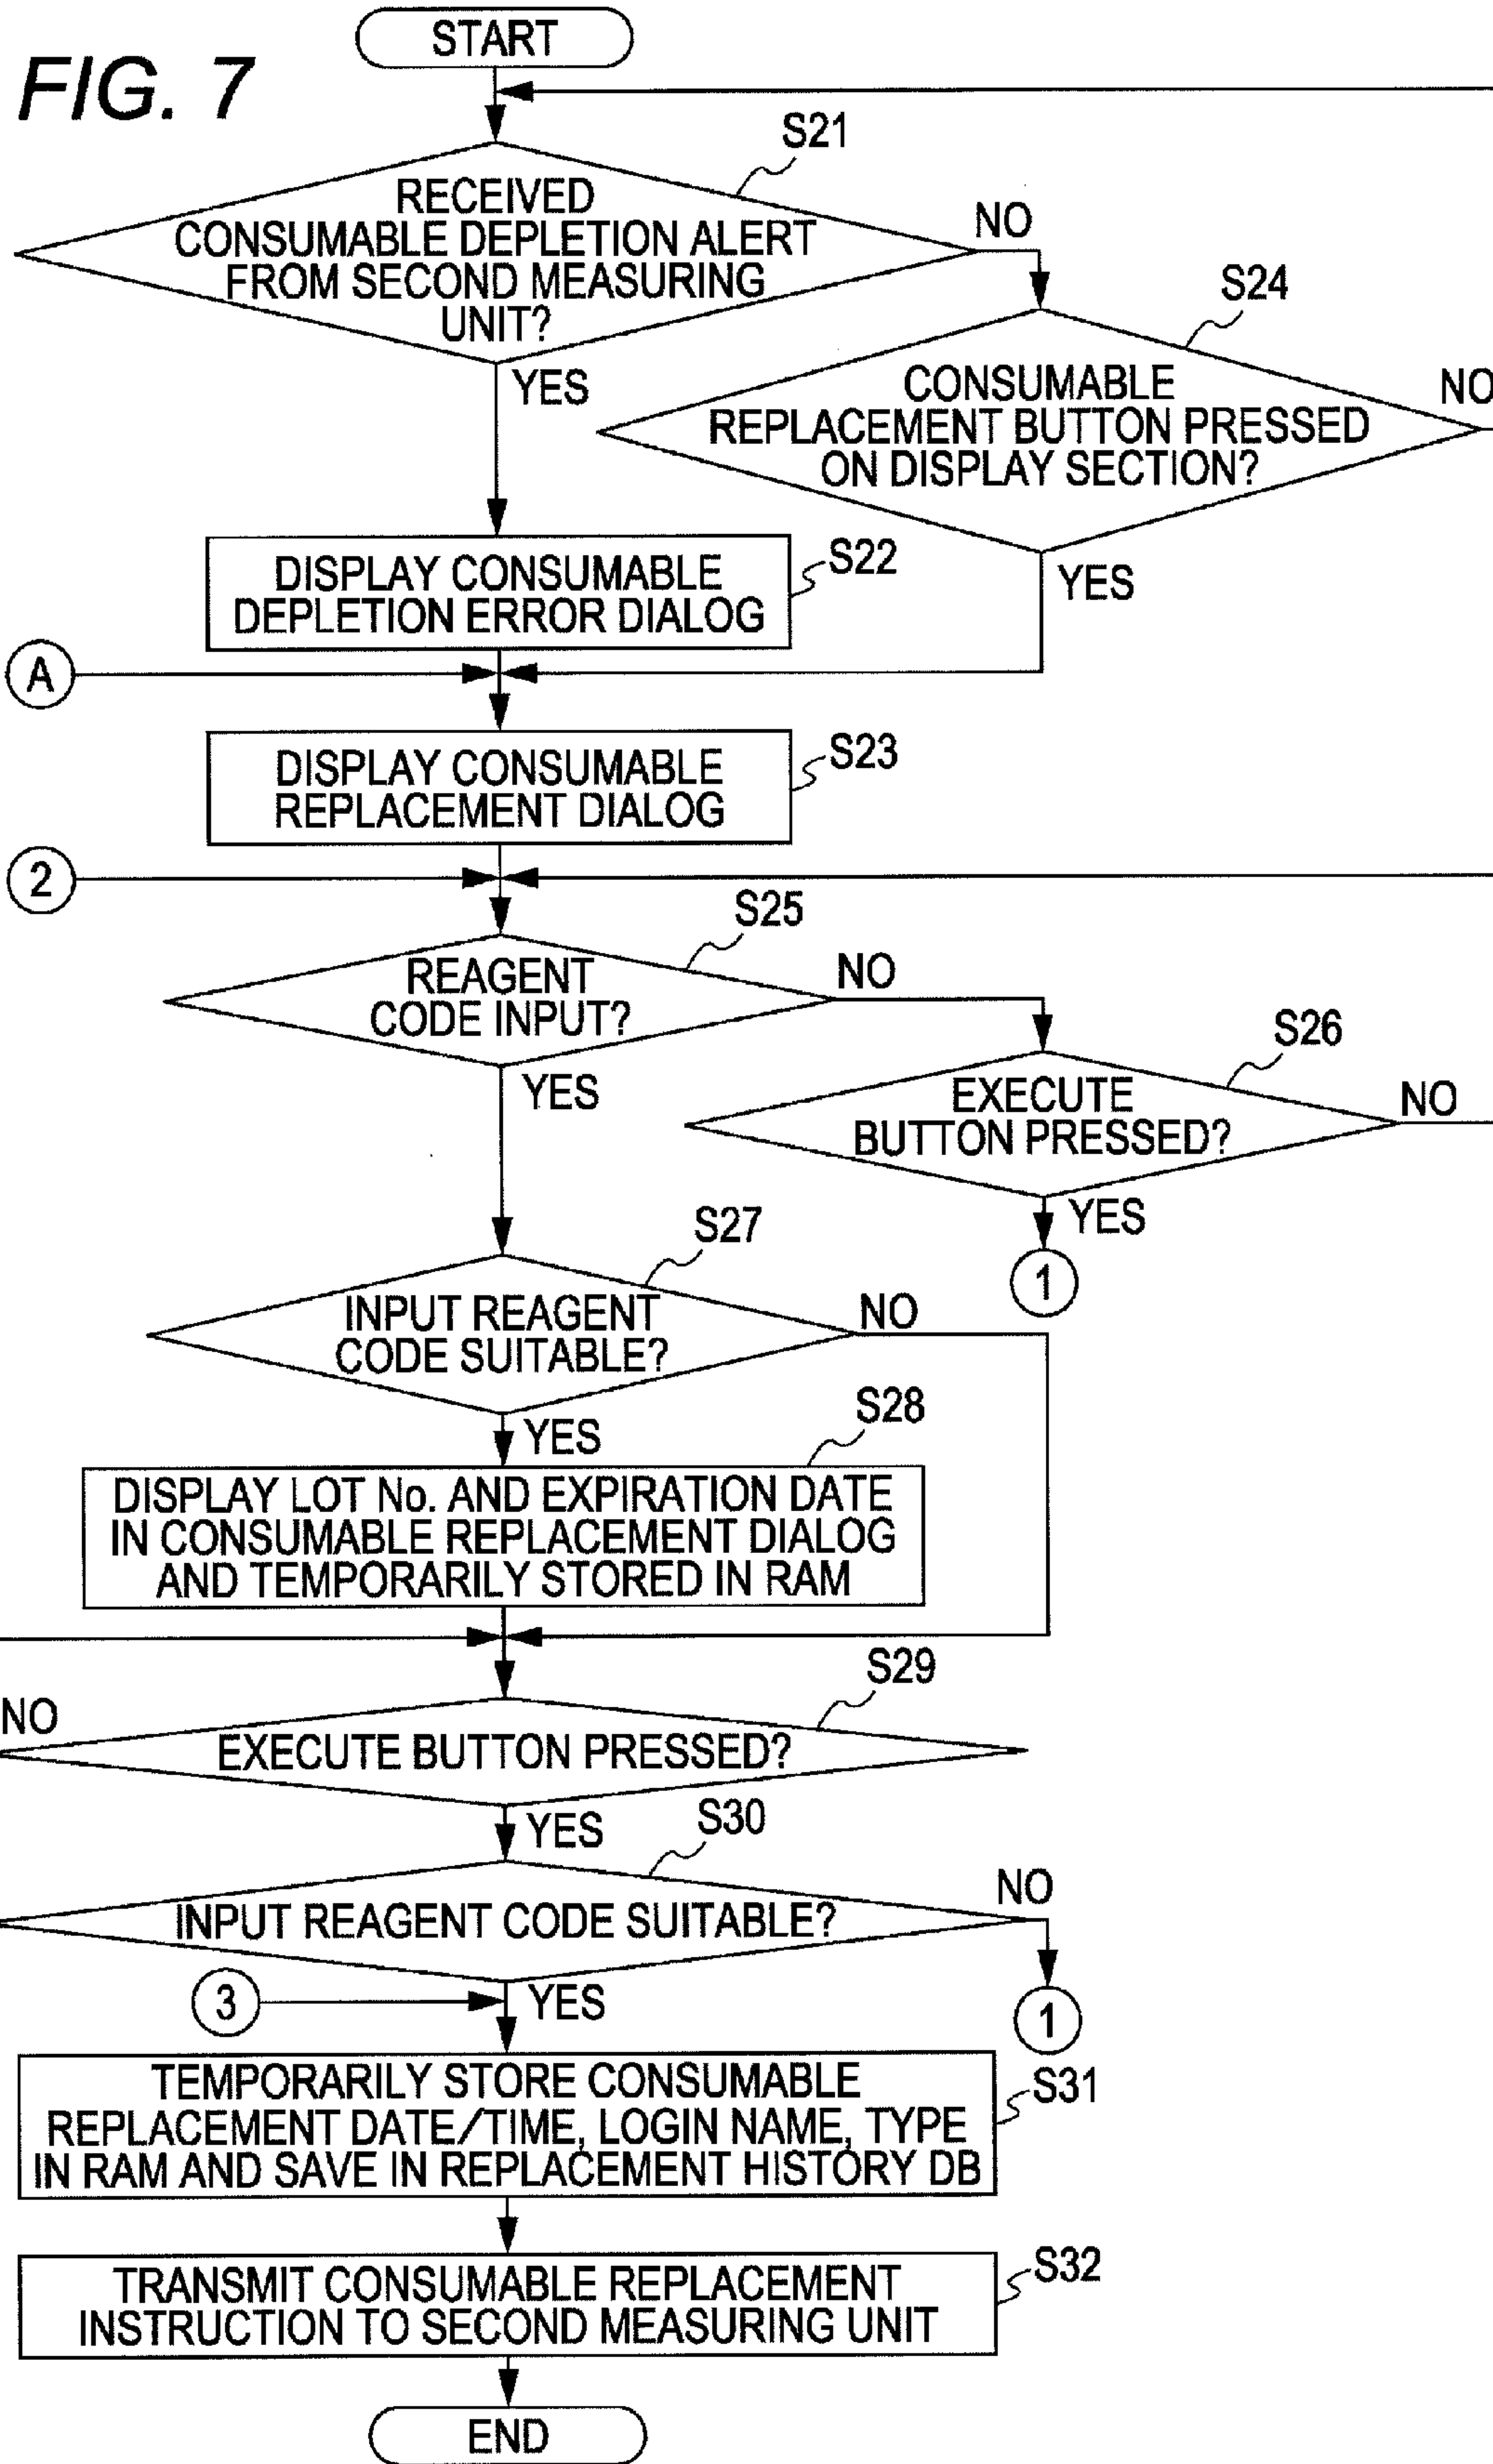 START
FIG. 7
S21
RECEIVED
CONSUMABLE DEPLETION ALERT
FROM SECOND MEASURING
UNIT?
NO
YES
S24
CONSUMABLE
REPLACEMENT BUTTON PRESSED
ON DISPLAY SECTION?
NO
YES
S22
DISPLAY CONSUMABLE
DEPLETION ERROR DIALOG
A
S23
DISPLAY CONSUMABLE
REPLACEMENT DIALOG
2
S25
REAGENT
CODE INPUT?
NO
YES
S26
EXECUTE
BUTTON PRESSED?
NO
YES
1
S27
INPUT REAGENT
CODE SUITABLE?
NO
YES
S28
DISPLAY LOT No. AND EXPIRATION DATE
IN CONSUMABLE REPLACEMENT DIALOG
AND TEMPORARILY STORED IN RAM
S29
NO
EXECUTE BUTTON PRESSED?
YES
S30
INPUT REAGENT CODE SUITABLE?
NO
YES
3
1
S31
TEMPORARILY STORE CONSUMABLE
REPLACEMENT DATE/TIME, LOGIN NAME, TYPE
IN RAM AND SAVE IN REPLACEMENT HISTORY DB
S32
TRANSMIT CONSUMABLE REPLACEMENT
INSTRUCTION TO SECOND MEASURING UNIT
END